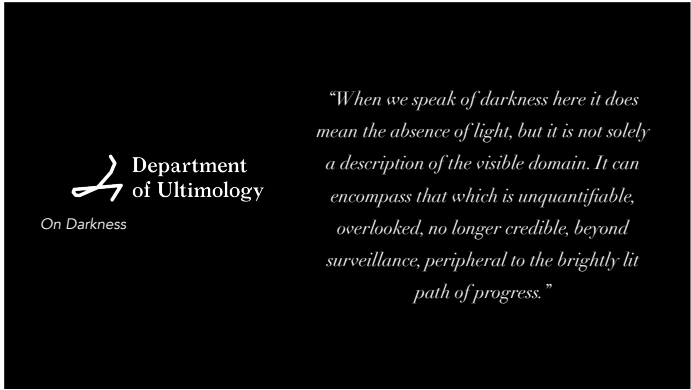 Department
of Ultimology
On Darkness
“When we speak of darkness here it does
mean the absence of light, but it is not solely
a description of the visible domain. It can
encompass that which is unquantifiable,
overlooked, no longer credible, beyond
surveillance, peripheral to the brightly lit
path of progress.”